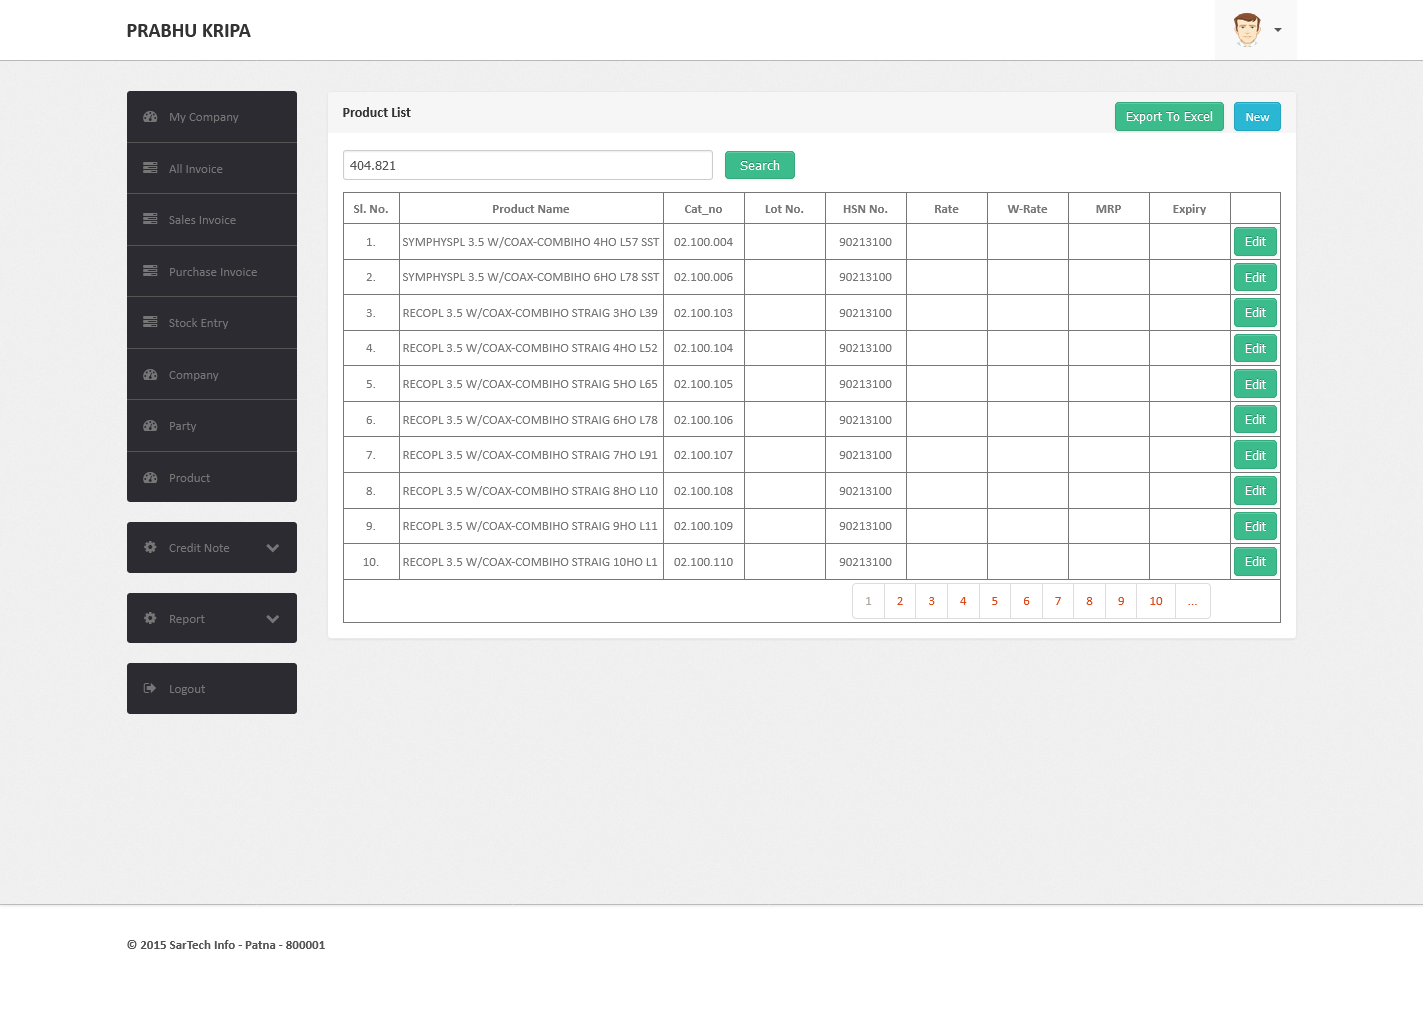 PRABHU KRIPA
My Company
All Invoice
Sales Invoice
Purchase Invoice
Stock Entry
Company
Party
Product
Credit Note
Report
Logout
Product List
Export To Excel New
404.821 Search
Sl. No. Product Name Cat_no Lot No. HSN No. Rate W-Rate MRP Expiry
1. SYMPHYSPL 3.5 W/COAX-COMBIHO 4HO L57 SST 02.100.004 90213100 Edit
2. SYMPHYSPL 3.5 W/COAX-COMBIHO 6HO L78 SST 02.100.006 90213100 Edit
3. RECOPL 3.5 W/COAX-COMBIHO STRAIG 3HO L39 02.100.103 90213100 Edit
4. RECOPL 3.5 W/COAX-COMBIHO STRAIG 4HO L52 02.100.104 90213100 Edit
5. RECOPL 3.5 W/COAX-COMBIHO STRAIG 5HO L65 02.100.105 90213100 Edit
6. RECOPL 3.5 W/COAX-COMBIHO STRAIG 6HO L78 02.100.106 90213100 Edit
7. RECOPL 3.5 W/COAX-COMBIHO STRAIG 7HO L91 02.100.107 90213100 Edit
8. RECOPL 3.5 W/COAX-COMBIHO STRAIG 8HO L10 02.100.108 90213100 Edit
9. RECOPL 3.5 W/COAX-COMBIHO STRAIG 9HO L11 02.100.109 90213100 Edit
10. RECOPL 3.5 W/COAX-COMBIHO STRAIG 10HO L1 02.100.110 90213100 Edit
1 2 3 4 5 6 7 8 9 10 ...
© 2015 SarTech Info - Patna - 800001